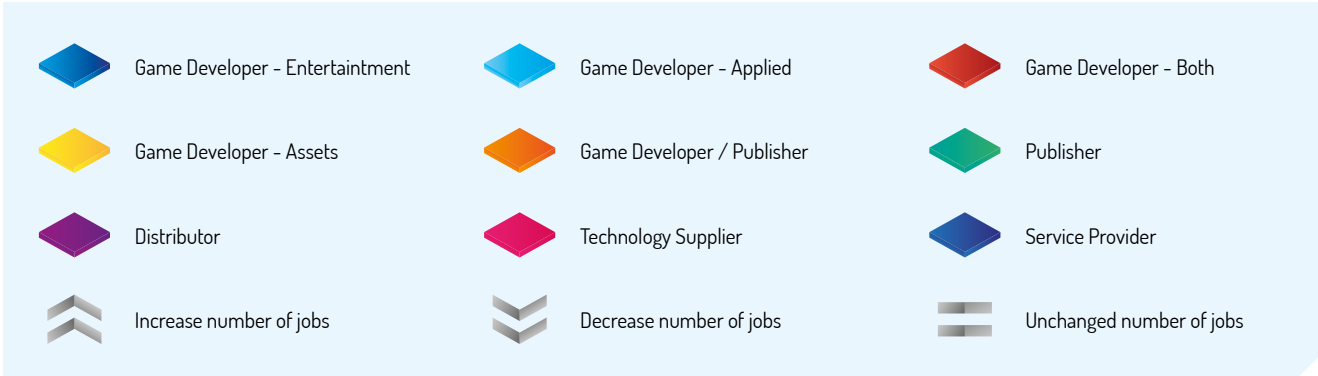 Game Developer - Entertaintment
Game Developer - Applied
Game Developer - Both
Game Developer - Assets
Game Developer / Publisher
Publisher
Distributor
Technology Supplier
Service Provider
Increase number of jobs
Decrease number of jobs
Unchanged number of jobs